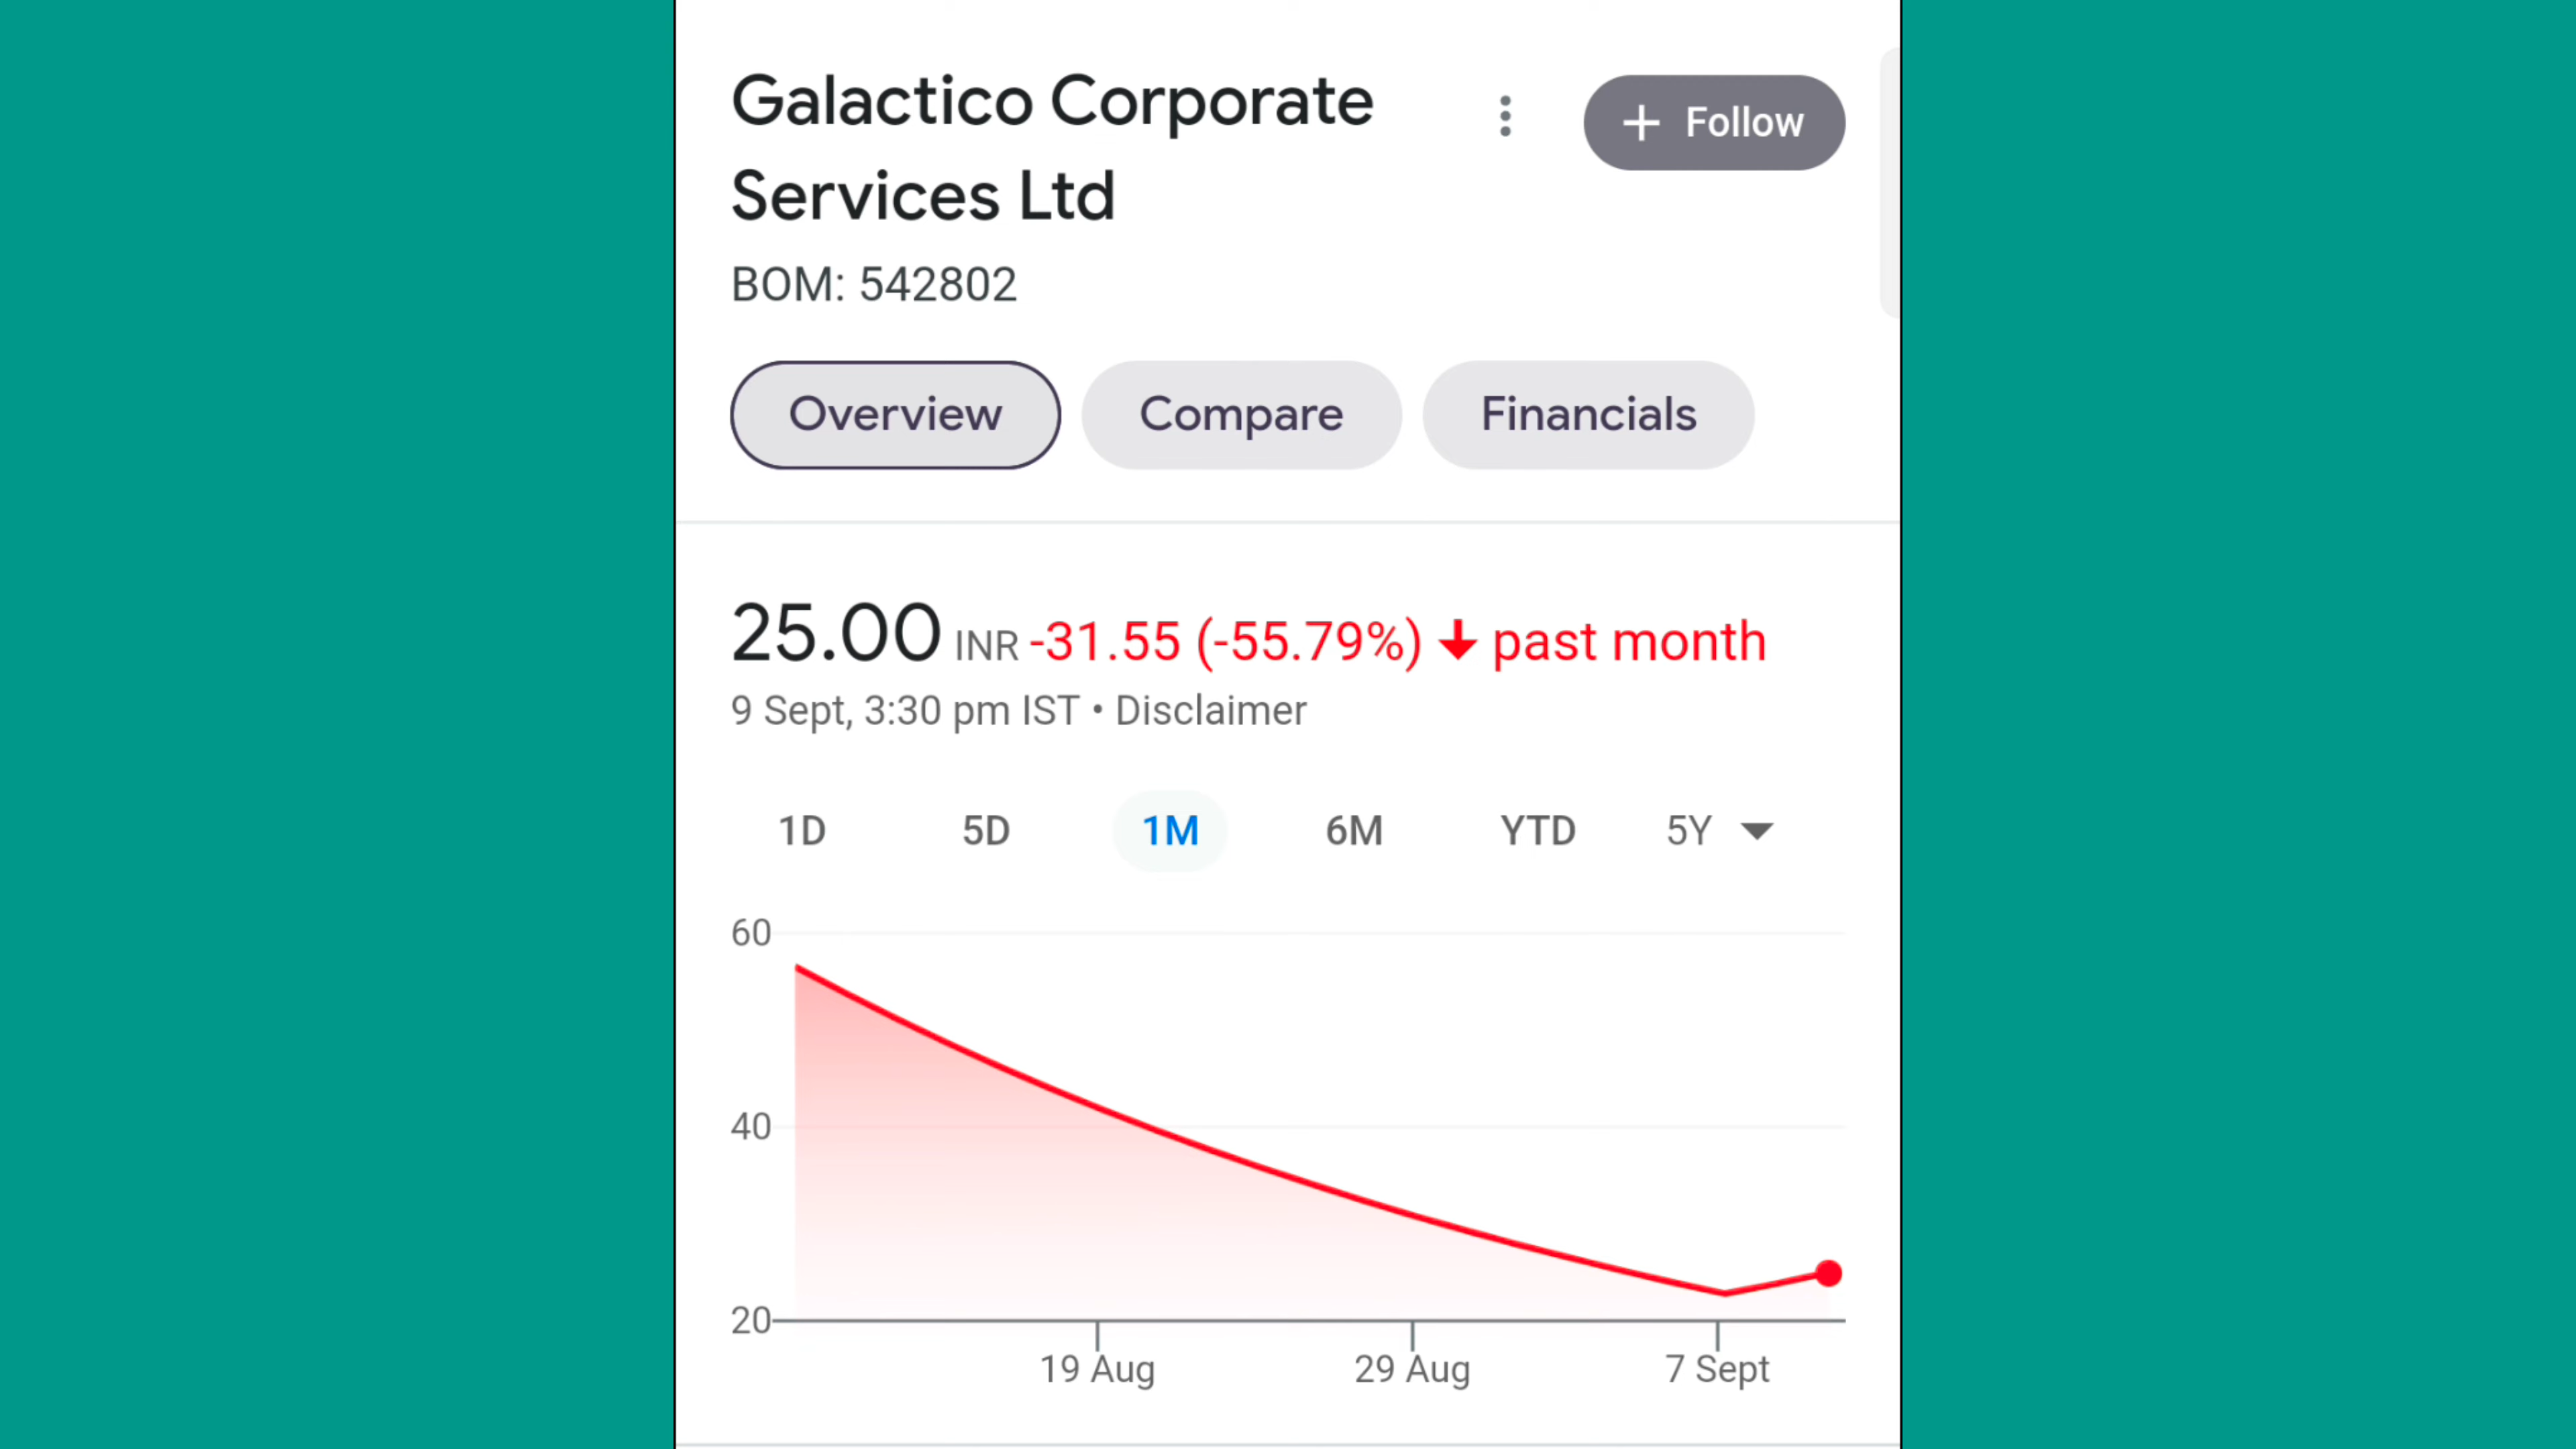 Galactico Corporate
Services Ltd
+ Follow
BOM: 542802
Overview Compare Financials
25.00 INR -31.55 (-55.79%) ↓ past month
9 Sept, 3:30 pm IST • Disclaimer
1D 5D 1M 6M YTD 5Y
60
40
20
19 Aug 29 Aug 7 Sept